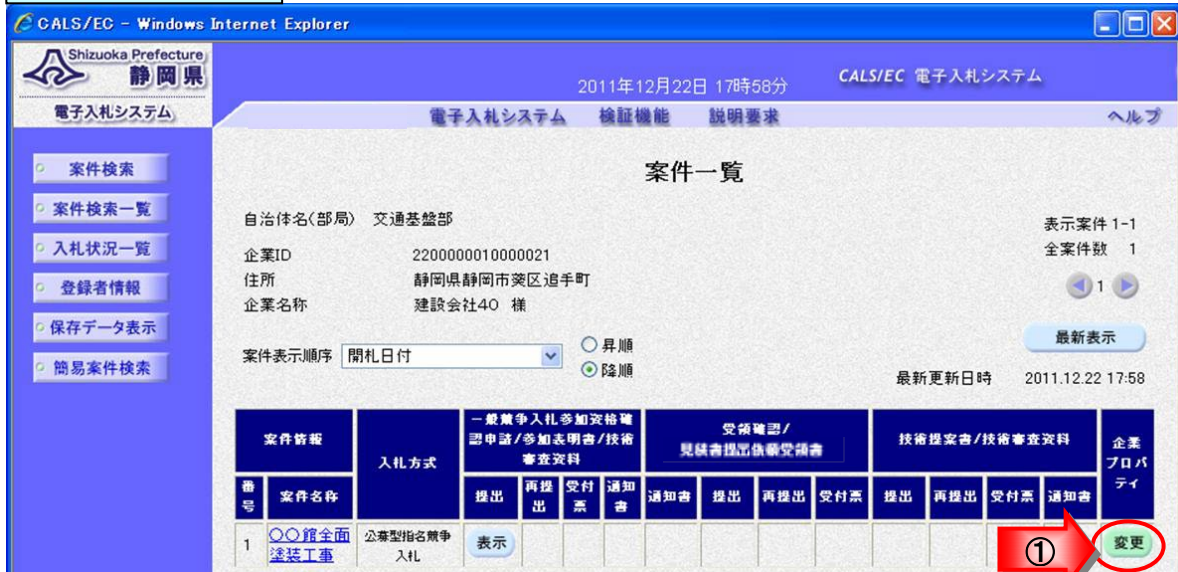 CALS/EC - Windows Internet Explorer
Shizuoka Prefecture
静岡県
2011年12月22日 17時58分
CALS/EC 電子入札システム
電子入札システム
電子入札システム 検証機能 説明要求 ヘルプ
案件検索
案件検索一覧
入札状況一覧
登録者情報
保存データ表示
簡易案件検索
案件一覧
自治体名(部局) 交通基盤部
表示案件 1-1
企業ID 2200000010000021
全案件数 1
住所 静岡県静岡市葵区追手町
1
企業名称 建設会社40 様
最新表示
案件表示順序 開札日付
昇順
降順
最新更新日時 2011.12.22 17:58
案件情報
入札方式
一般競争入札参加資格確
認申請/参加表明書/技術
審査資料
受領確認/
見積書提出依頼受領書
技術提案書/技術審査資料
企業
プロパ
ティ
番号 案件名称 提出 再提出 受付票 通知書 通知書 提出 再提出 受付票 提出 再提出 受付票 通知書
1 〇〇館全面塗装工事 公募型指名競争入札 表示 ① 変更